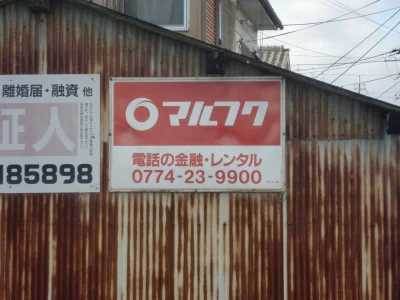 離婚届・融資 他
証人
185898
マルフク
電話の金融・レンタル
0774-23-9900